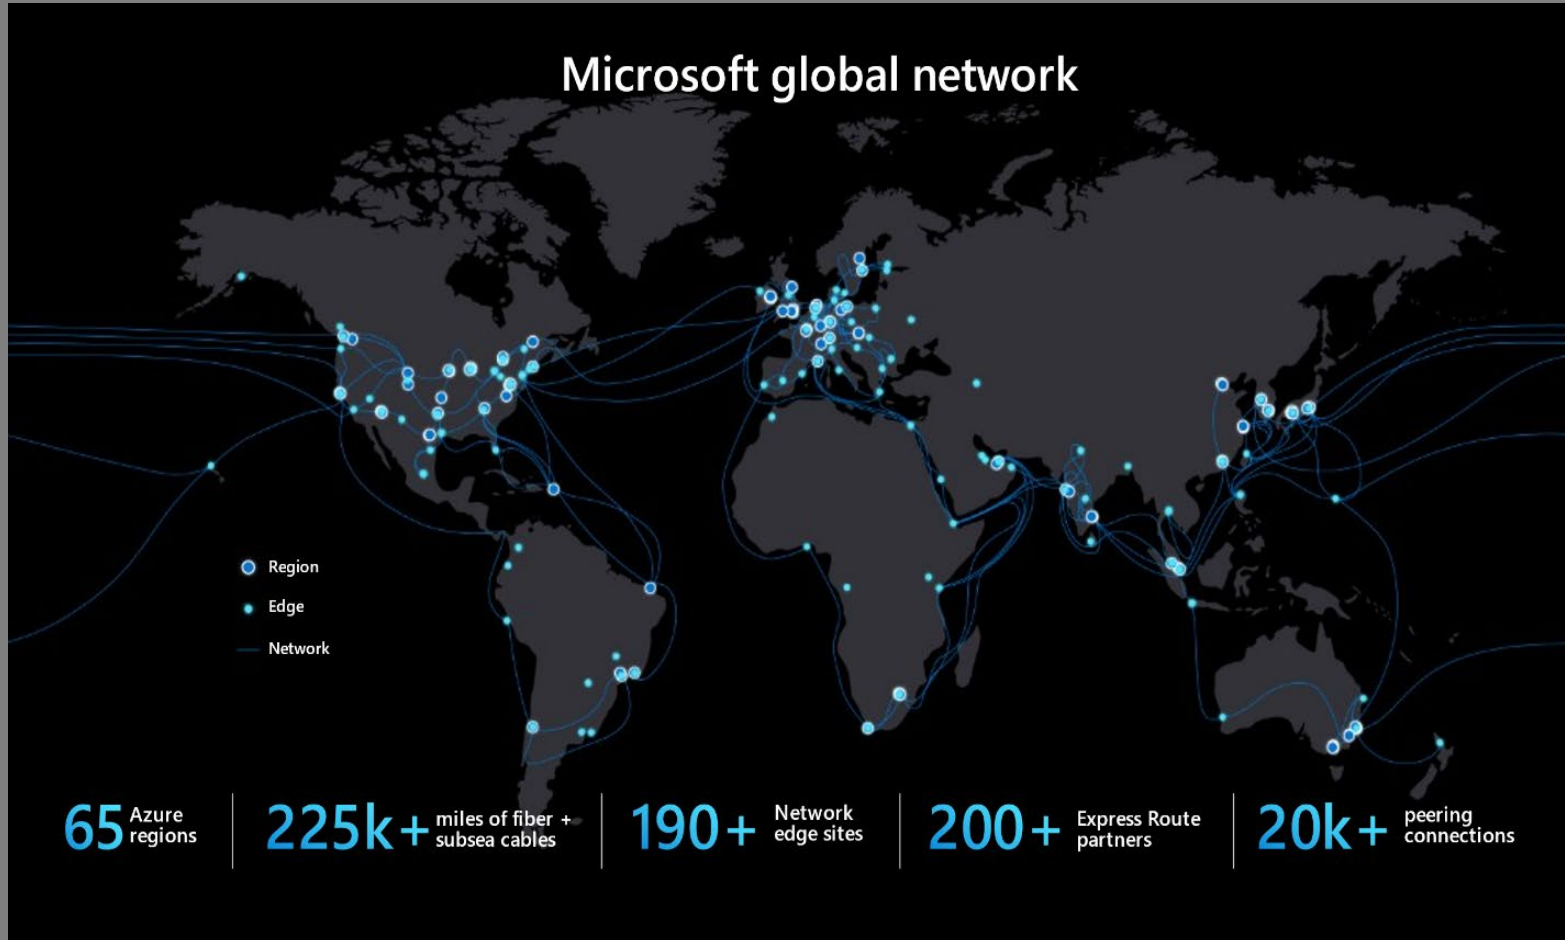 Microsoft global network
Region
Edge
Network
65 Azure
regions
225k+ miles of fiber +
subsea cables
190+ Network
edge sites
200+ Express Route
partners
20k+ peering
connections